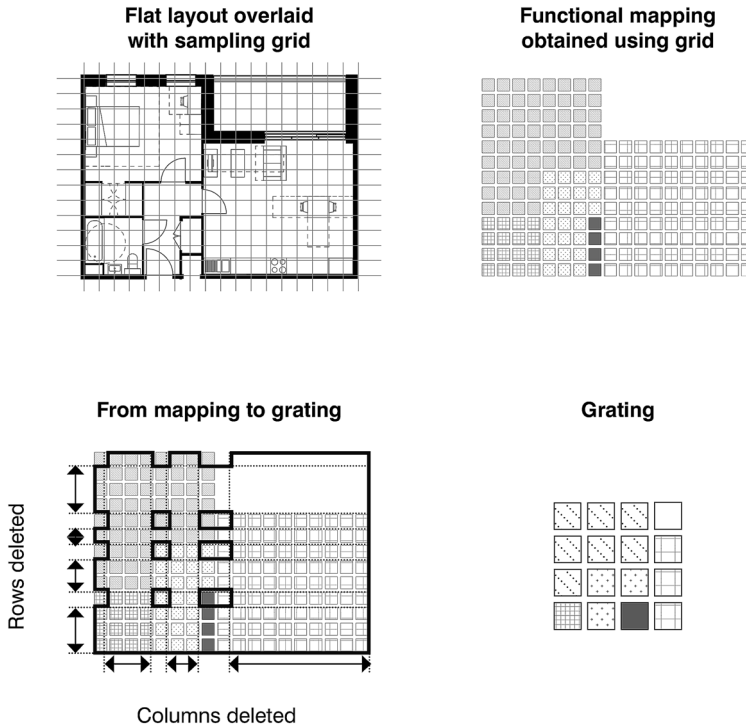 Flat layout overlaid
with sampling grid
Functional mapping
obtained using grid
From mapping to grating
Grating
Rows deleted
Columns deleted